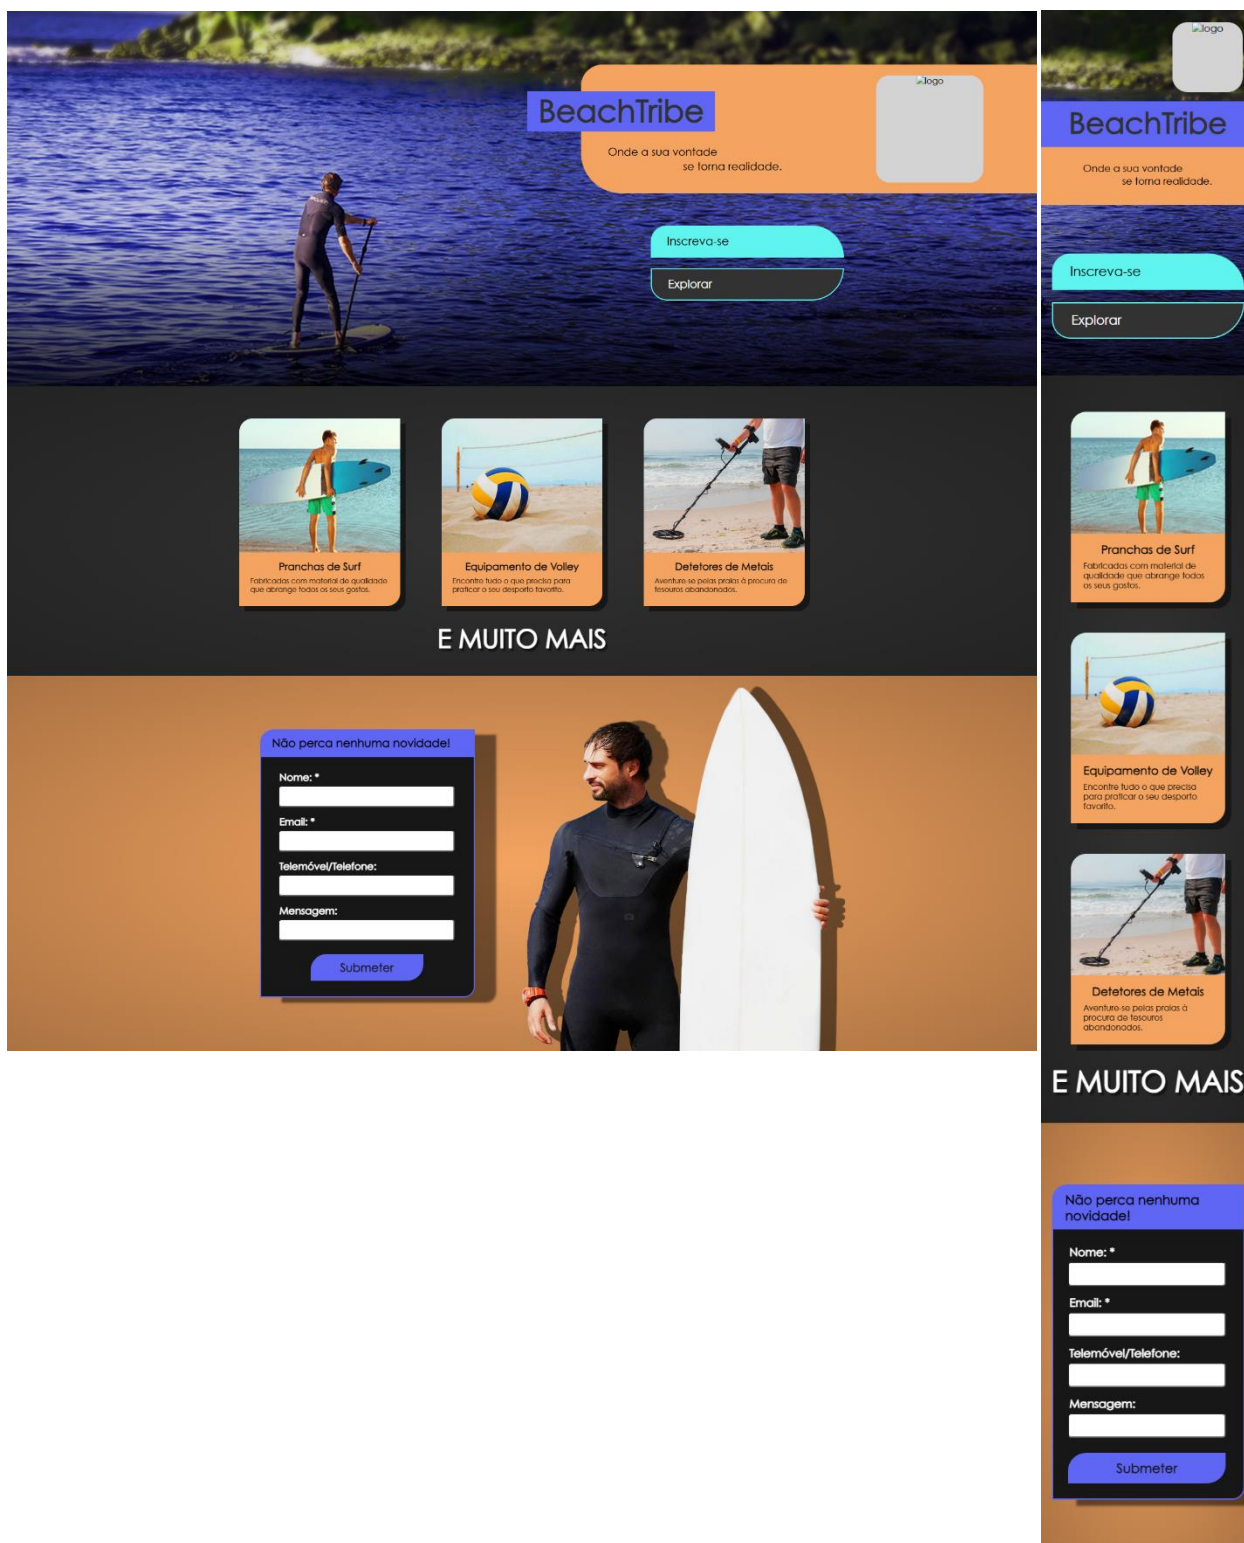 logo
BeachTribe
Onde a sua vontade
se torna realidade.
Inscreva-se
Explorar
Pranchas de Surf
Fabricadas com material de qualidade
que abrange todos os seus gostos.
Equipamento de Volley
Encontre tudo o que precisa para
praticar o seu desporto favorito.
Detetores de Metais
Aventure-se pelas praias à procura de
tesouros abandonados.
E MUITO MAIS
Não perca nenhuma novidade!
Nome: *
Email: *
Telemóvel/Telefone:
Mensagem:
Submeter
logo
BeachTribe
Onde a sua vontade
se torna realidade.
Inscreva-se
Explorar
Pranchas de Surf
Fabricadas com material de
qualidade que abrange todos
os seus gostos.
Equipamento de Volley
Encontre tudo o que precisa
para praticar o seu desporto
favorito.
Detetores de Metais
Aventure-se pelas praias à
procura de tesouros
abandonados.
E MUITO MAIS
Não perca nenhuma
novidade!
Nome: *
Email: *
Telemóvel/Telefone:
Mensagem:
Submeter